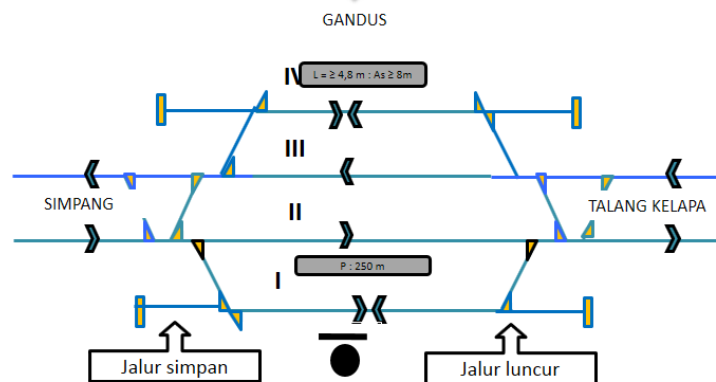 GANDUS
IV
L = ≥ 4,8 m : As ≥ 8m
III
SIMPANG
TALANG KELAPA
II
P : 250 m
I
Jalur simpan
Jalur luncur